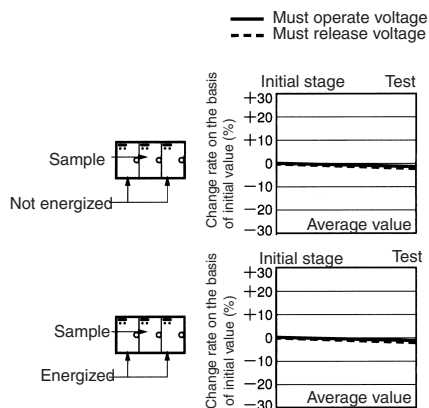 Must operate voltage
Must release voltage
Initial stage Test
Change rate on the basis
of initial value (%)
+30
+20
+10
0
−10
−20
−30
Average value
Sample
Not energized
Initial stage Test
Change rate on the basis
of initial value (%)
+30
+20
+10
0
−10
−20
−30
Average value
Sample
Energized